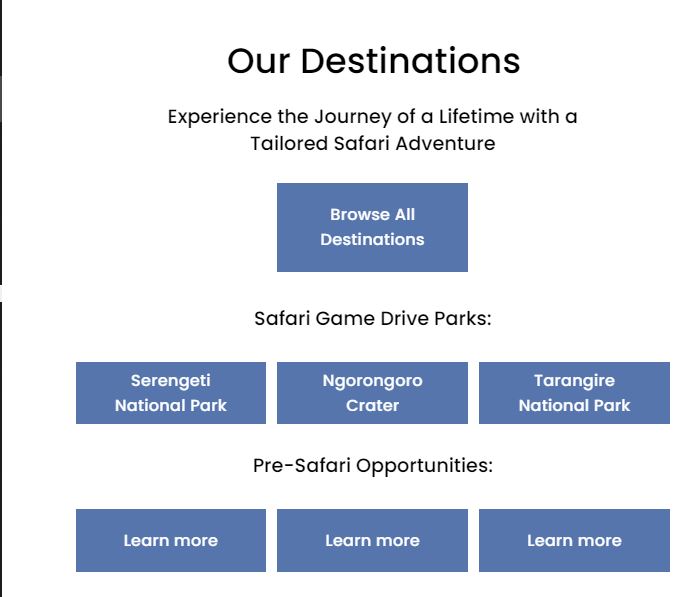 Our Destinations
Experience the Journey of a Lifetime with a
Tailored Safari Adventure
Browse All
Destinations
Safari Game Drive Parks:
Serengeti
National Park
Ngorongoro
Crater
Tarangire
National Park
Pre-Safari Opportunities:
Learn more
Learn more
Learn more